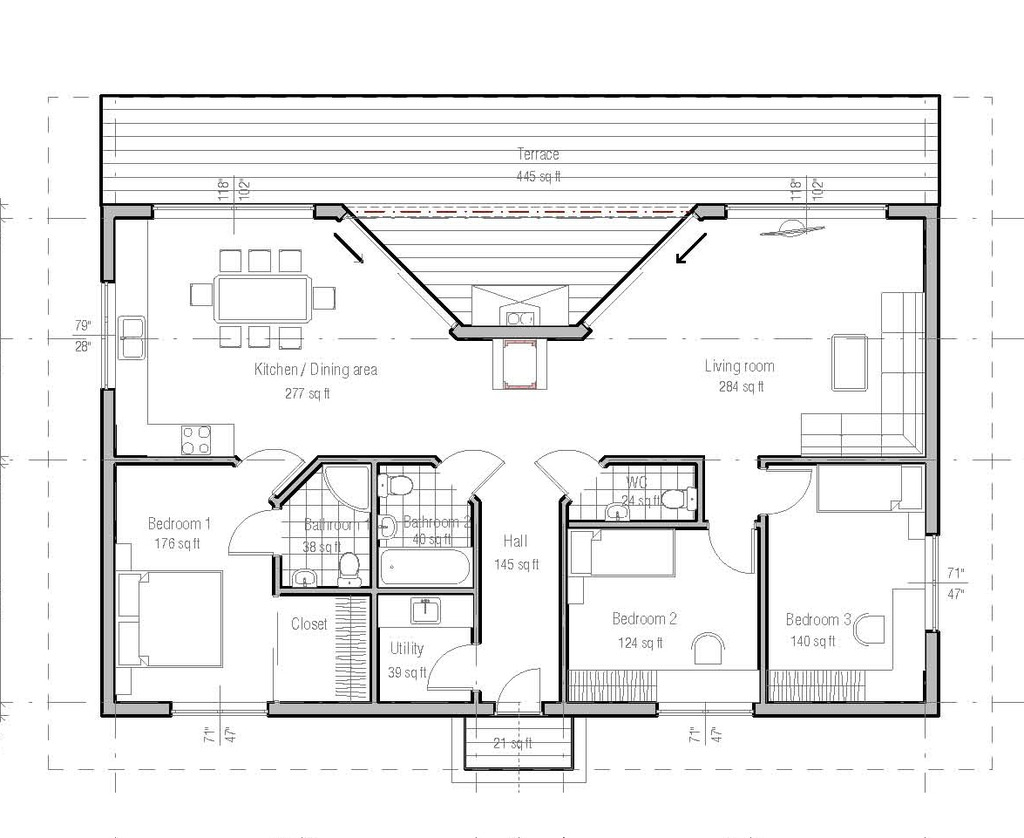 Terrace
445 sq ft
118"
102"
118"
102"
79"
28"
Kitchen / Dining area
277 sq ft
Living room
284 sq ft
Bedroom 1
176 sq ft
Bathroom 1
38 sq ft
Bathroom 2
40 sq ft
WC
24 sq ft
Hall
145 sq ft
71"
47"
Closet
Bedroom 2
124 sq ft
Bedroom 3
140 sq ft
Utility
39 sq ft
71"
47"
21 sq ft
71"
47"